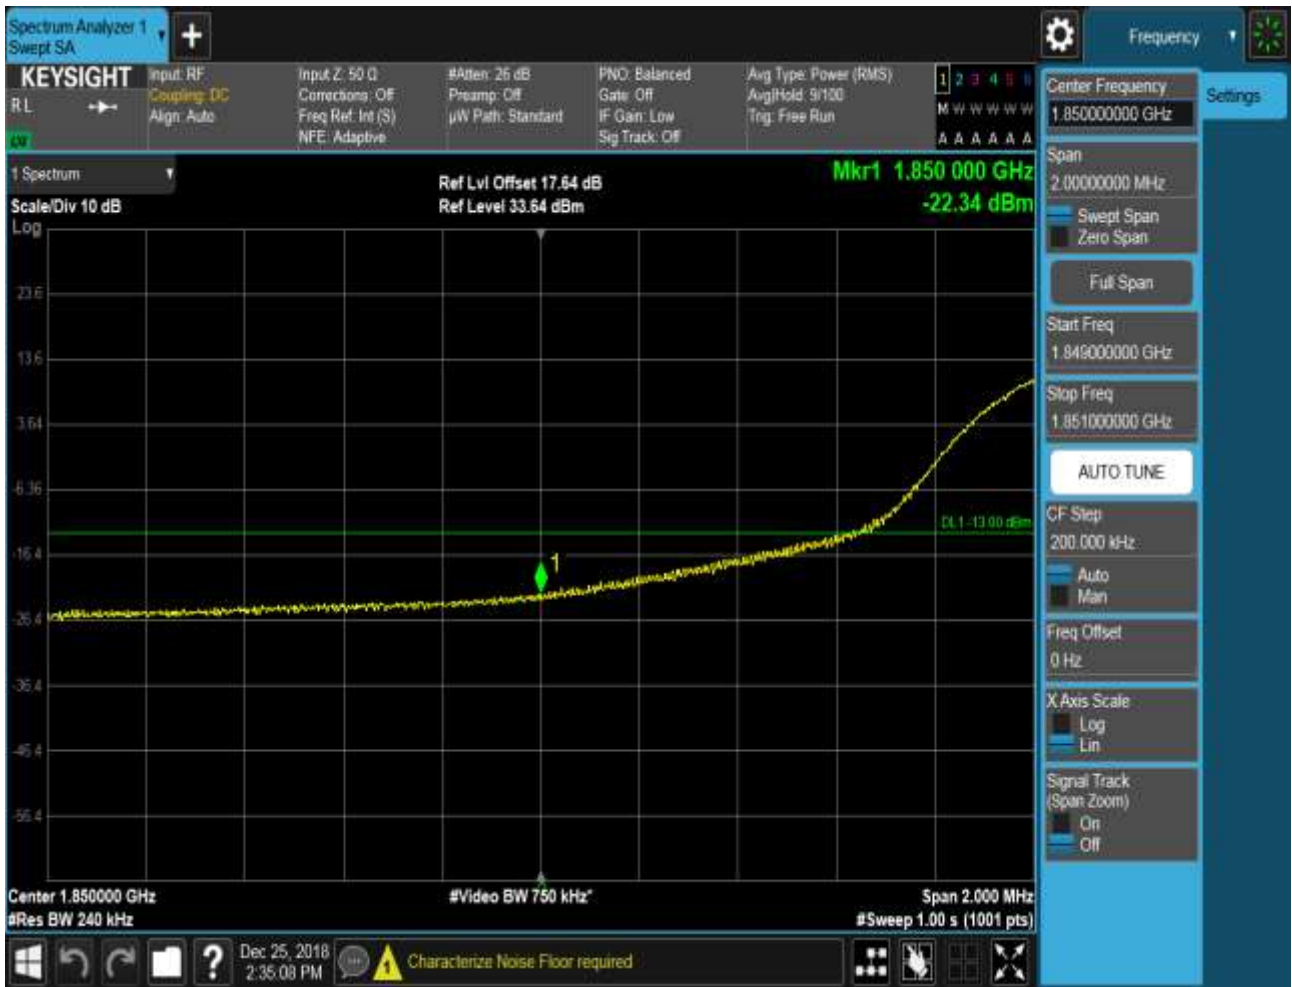 Spectrum Analyzer 1
Swept SA
Frequency
KEYSIGHT
R L
Input: RF
Coupling: DC
Align: Auto
Input Z: 50 Ω
Corrections: Off
Freq Ref: Int (S)
NFE: Adaptive
#Atten: 26 dB
Preamp: Off
µW Path: Standard
PNO: Balanced
Gate: Off
IF Gain: Low
Sig Track: Off
Avg Type: Power (RMS)
Avg|Hold: 9/100
Trig: Free Run
1 2 3 4 5 6
M W W W W W
A A A A A A
1 Spectrum
Scale/Div 10 dB
Log
Ref Lvl Offset 17.64 dB
Ref Level 33.64 dBm
Mkr1 1.850 000 GHz
-22.34 dBm
23.6
13.6
3.64
-6.36
-16.4
-26.4
-36.4
-46.4
-56.4
DL1 -13.00 dBm
1
Center 1.850000 GHz
#Res BW 240 kHz
#Video BW 750 kHz*
Span 2.000 MHz
#Sweep 1.00 s (1001 pts)
Center Frequency
1.850000000 GHz
Settings
Span
2.00000000 MHz
Swept Span
Zero Span
Full Span
Start Freq
1.849000000 GHz
Stop Freq
1.851000000 GHz
AUTO TUNE
CF Step
200.000 kHz
Auto
Man
Freq Offset
0 Hz
X Axis Scale
Log
Lin
Signal Track
(Span Zoom)
On
Off
?
Dec 25, 2018
2:35:08 PM
1
Characterize Noise Floor required